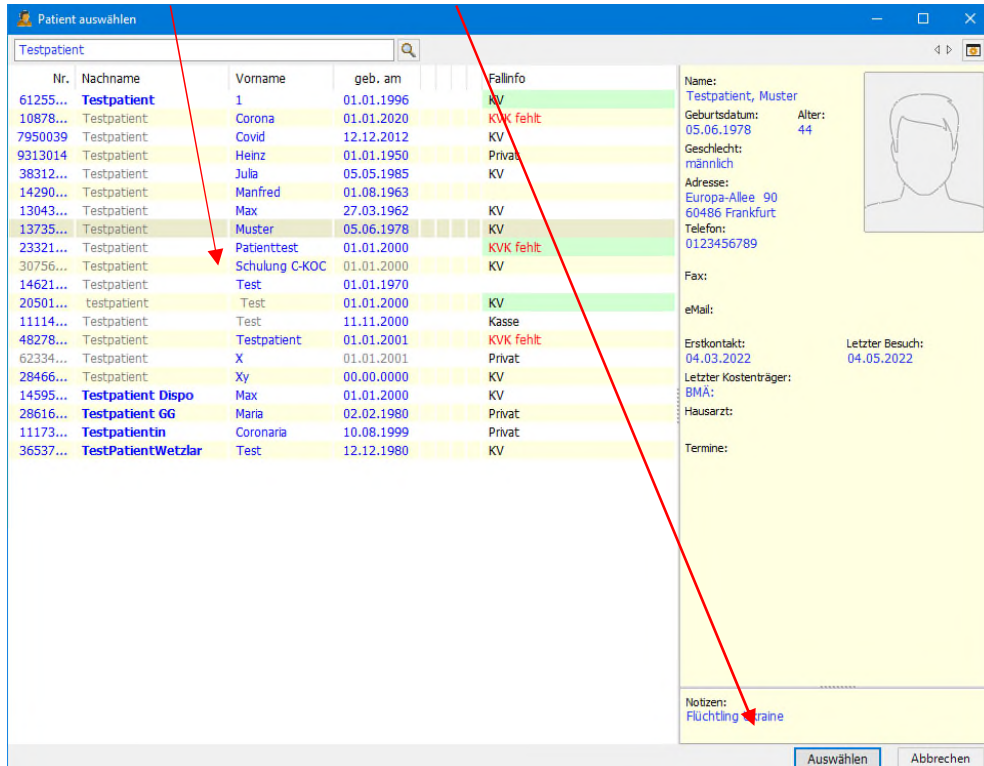 Patient auswählen
Testpatient
Nr. Nachname Vorname geb. am Fallinfo
61255... Testpatient 1 01.01.1996 KV
10878... Testpatient Corona 01.01.2020 KVK fehlt
7950039 Testpatient Covid 12.12.2012 KV
9313014 Testpatient Heinz 01.01.1950 Privat
38312... Testpatient Julia 05.05.1985 KV
14290... Testpatient Manfred 01.08.1963
13043... Testpatient Max 27.03.1962 KV
13735... Testpatient Muster 05.06.1978 KV
23321... Testpatient Patienttest 01.01.2000 KVK fehlt
30756... Testpatient Schulung C-KOC 01.01.2000 KV
14621... Testpatient Test 01.01.1970
20501... testpatient Test 01.01.2000 KV
11114... Testpatient Test 11.11.2000 Kasse
48278... Testpatient Testpatient 01.01.2001 KVK fehlt
62334... Testpatient X 01.01.2001 Privat
28466... Testpatient Xy 00.00.0000 KV
14595... Testpatient Dispo Max 01.01.2000 KV
28616... Testpatient GG Maria 02.02.1980 Privat
11173... Testpatientin Coronaria 10.08.1999 Privat
36537... TestPatientWetzlar Test 12.12.1980 KV
Name:
Testpatient, Muster
Geburtsdatum: Alter:
05.06.1978 44
Geschlecht:
männlich
Adresse:
Europa-Allee 90
60486 Frankfurt
Telefon:
0123456789
Fax:
eMail:
Erstkontakt: Letzter Besuch:
04.03.2022 04.05.2022
Letzter Kostenträger:
BMÄ:
Hausarzt:
Termine:
Notizen:
Flüchtling Ukraine
Auswählen Abbrechen